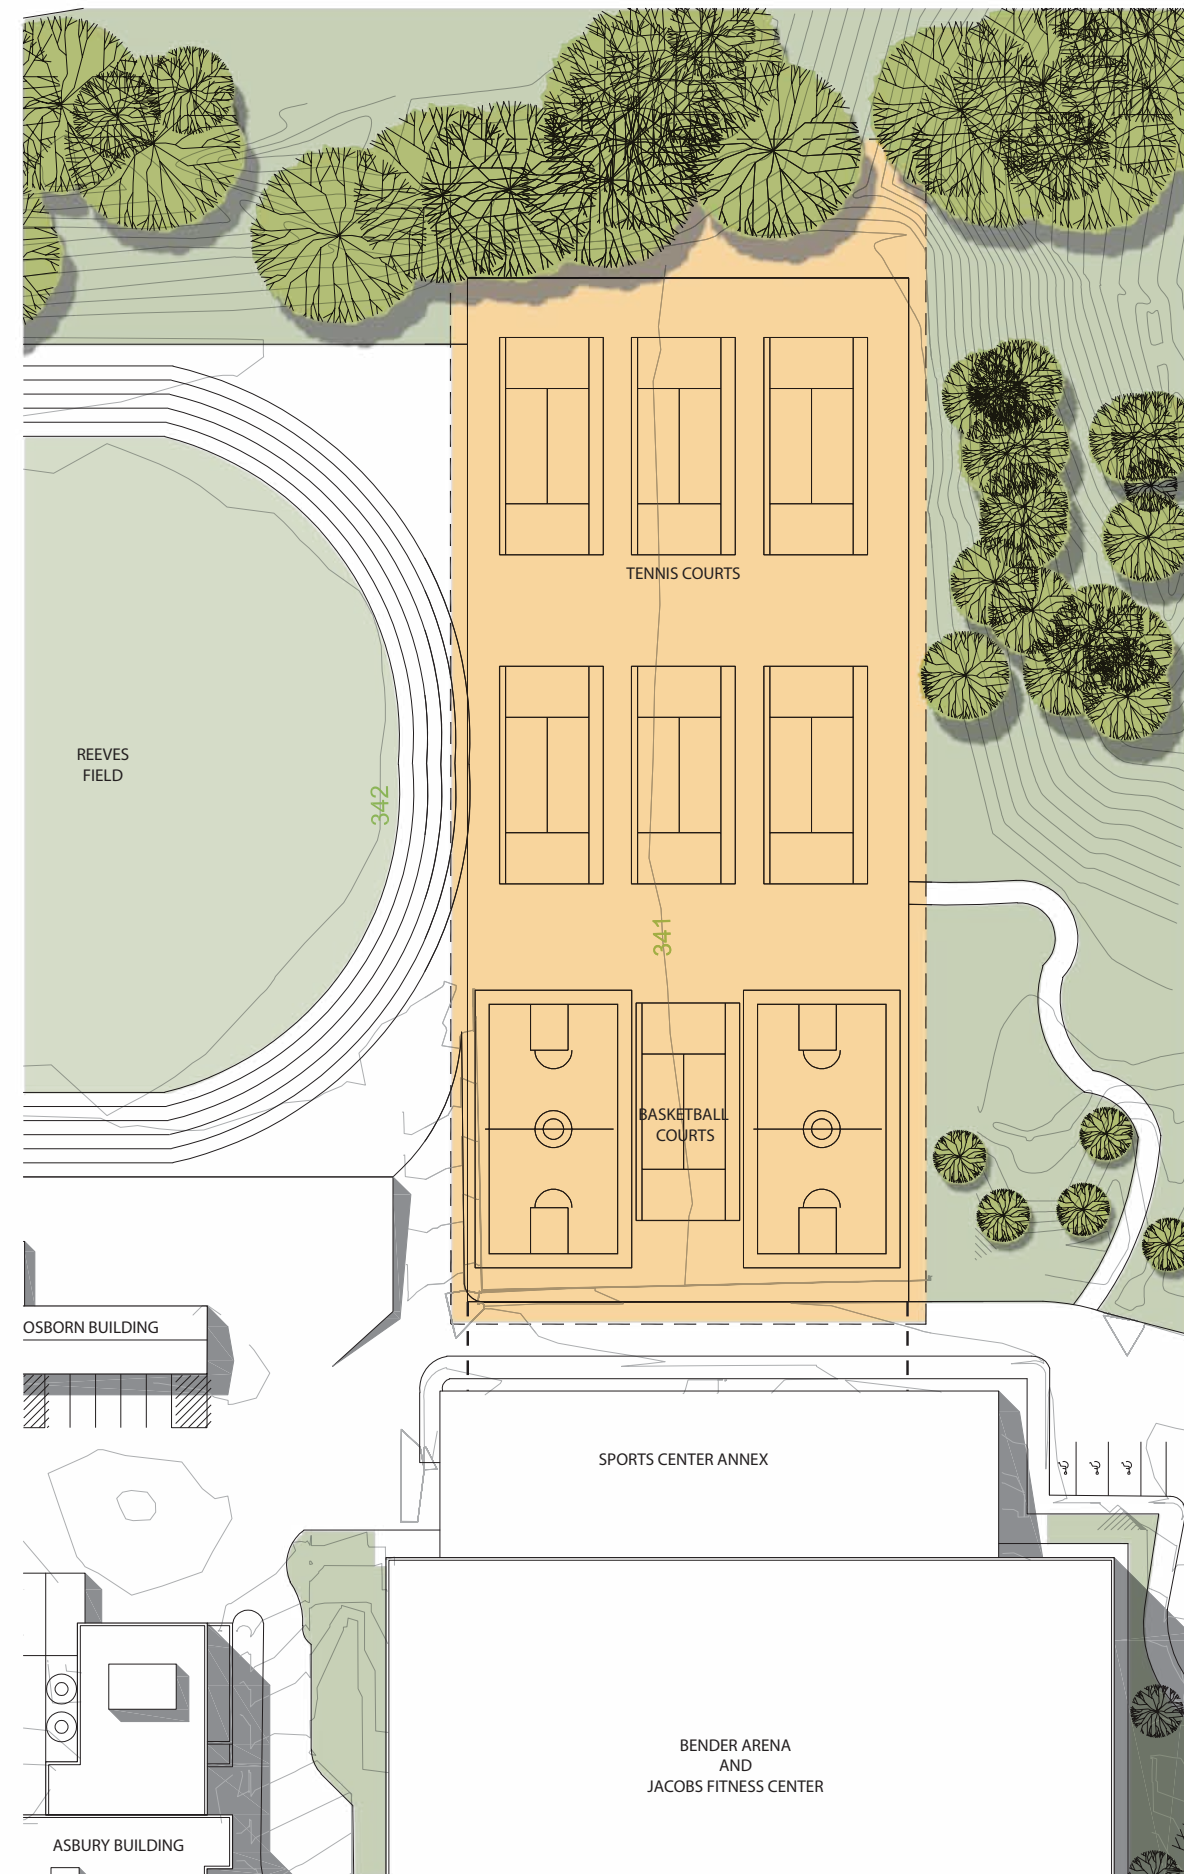 TENNIS COURTS
REEVES
FIELD
342
341
BASKETBALL
COURTS
OSBORN BUILDING
SPORTS CENTER ANNEX
BENDER ARENA
AND
JACOBS FITNESS CENTER
ASBURY BUILDING